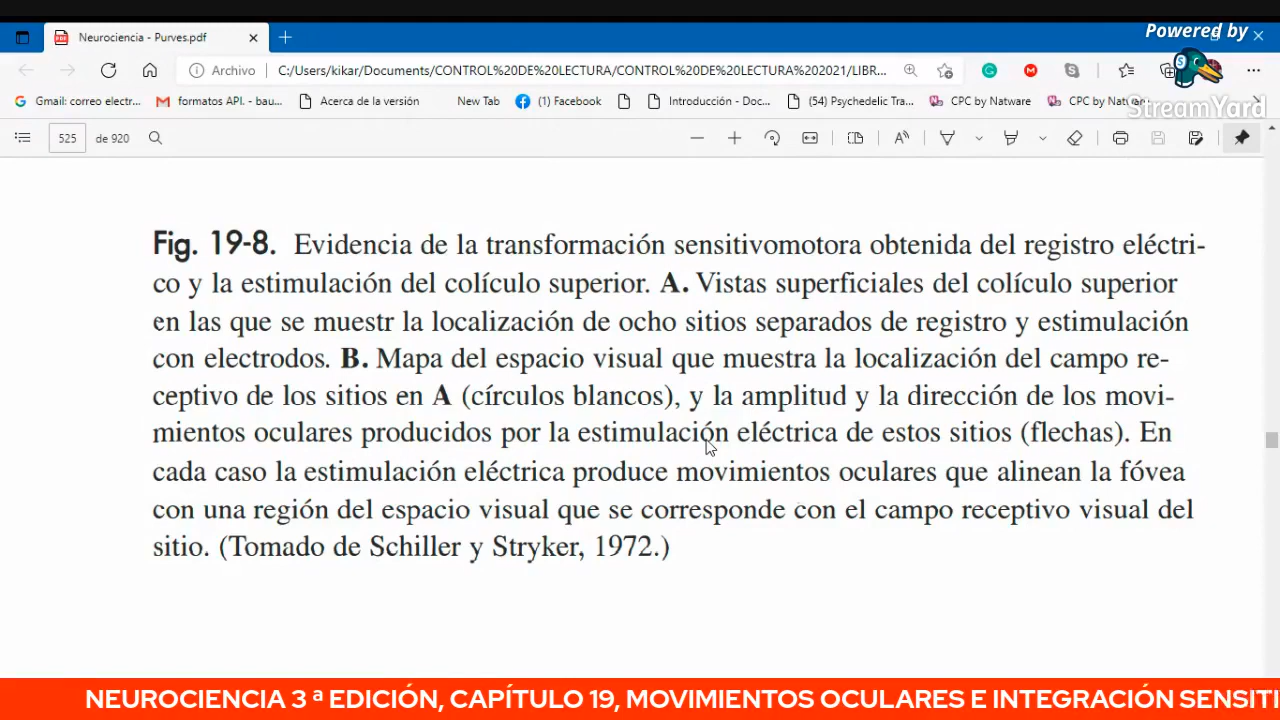 Neurociencia - Purves.pdf
Powered by
Archivo
C:/Users/kikar/Documents/CONTROL%20DE%20LECTURA/CONTROL%20DE%20LECTURA%202021/LIBR...
StreamYard
Gmail: correo electr...
formatos API. - bau...
Acerca de la versión
New Tab
(1) Facebook
Introducción - Doc...
(54) Psychedelic Tra...
CPC by Natware
CPC by Natware
525
de 920
Fig. 19-8. Evidencia de la transformación sensitivomotora obtenida del registro eléctri-
co y la estimulación del colículo superior. A. Vistas superficiales del colículo superior
en las que se muestr la localización de ocho sitios separados de registro y estimulación
con electrodos. B. Mapa del espacio visual que muestra la localización del campo re-
ceptivo de los sitios en A (círculos blancos), y la amplitud y la dirección de los movi-
mientos oculares producidos por la estimulación eléctrica de estos sitios (flechas). En
cada caso la estimulación eléctrica produce movimientos oculares que alinean la fóvea
con una región del espacio visual que se corresponde con el campo receptivo visual del
sitio. (Tomado de Schiller y Stryker, 1972.)
NEUROCIENCIA 3 ª EDICIÓN, CAPÍTULO 19, MOVIMIENTOS OCULARES E INTEGRACIÓN SENSITI